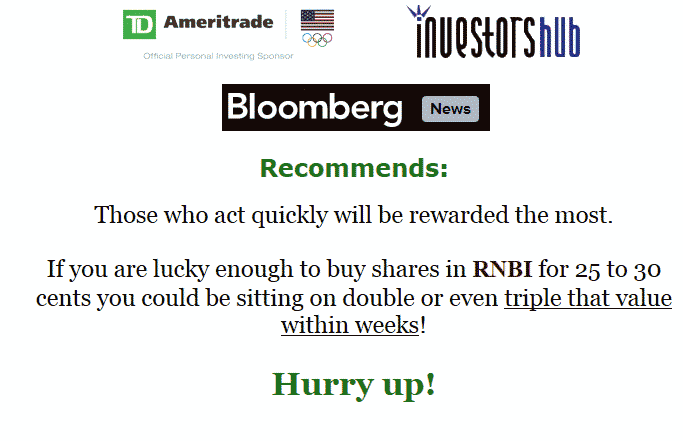 TD Ameritrade
Official Personal Investing Sponsor
investorshub
Bloomberg News
Recommends:
Those who act quickly will be rewarded the most.
If you are lucky enough to buy shares in RNBI for 25 to 30
cents you could be sitting on double or even triple that value
within weeks!
Hurry up!